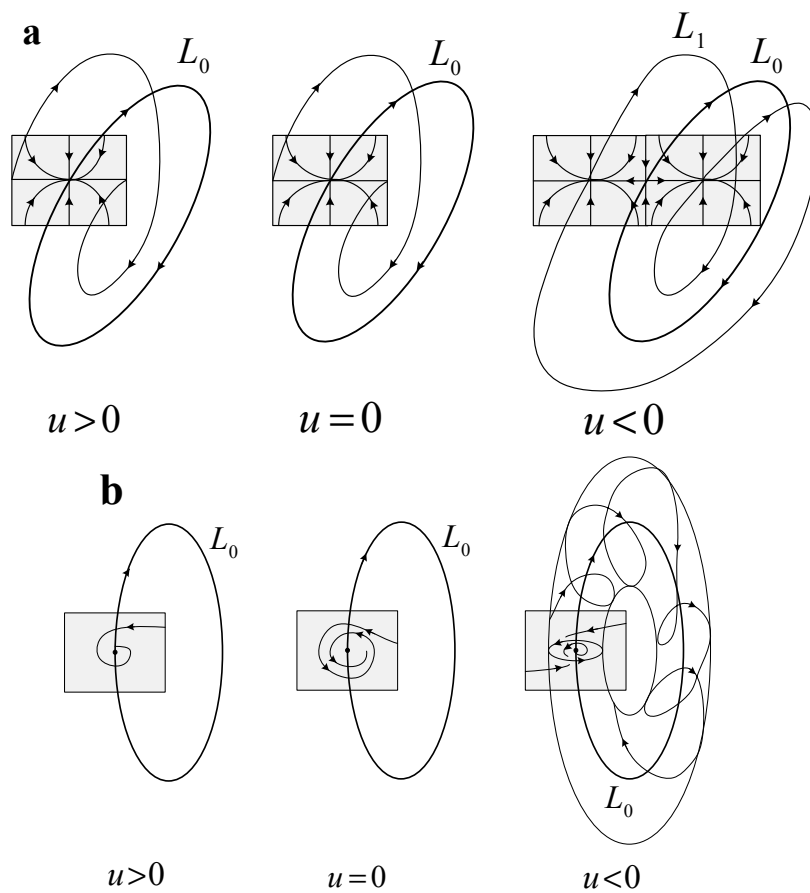 a
L₀ L₀ L₁ L₀
u>0 u=0 u<0
b
L₀ L₀
L₀
u>0 u=0 u<0